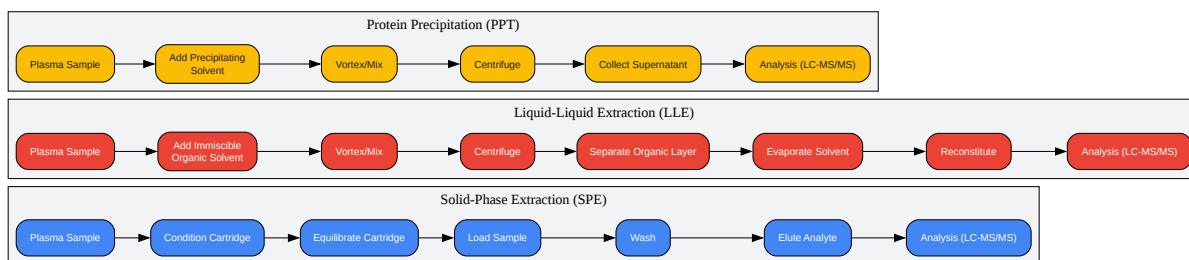 Protein Precipitation (PPT)
Plasma Sample
Add Precipitating
Solvent
Vortex/Mix
Centrifuge
Collect Supernatant
Analysis (LC-MS/MS)
Liquid-Liquid Extraction (LLE)
Plasma Sample
Add Immiscible
Organic Solvent
Vortex/Mix
Centrifuge
Separate Organic Layer
Evaporate Solvent
Reconstitute
Analysis (LC-MS/MS)
Solid-Phase Extraction (SPE)
Plasma Sample
Condition Cartridge
Equilibrate Cartridge
Load Sample
Wash
Elute Analyte
Analysis (LC-MS/MS)